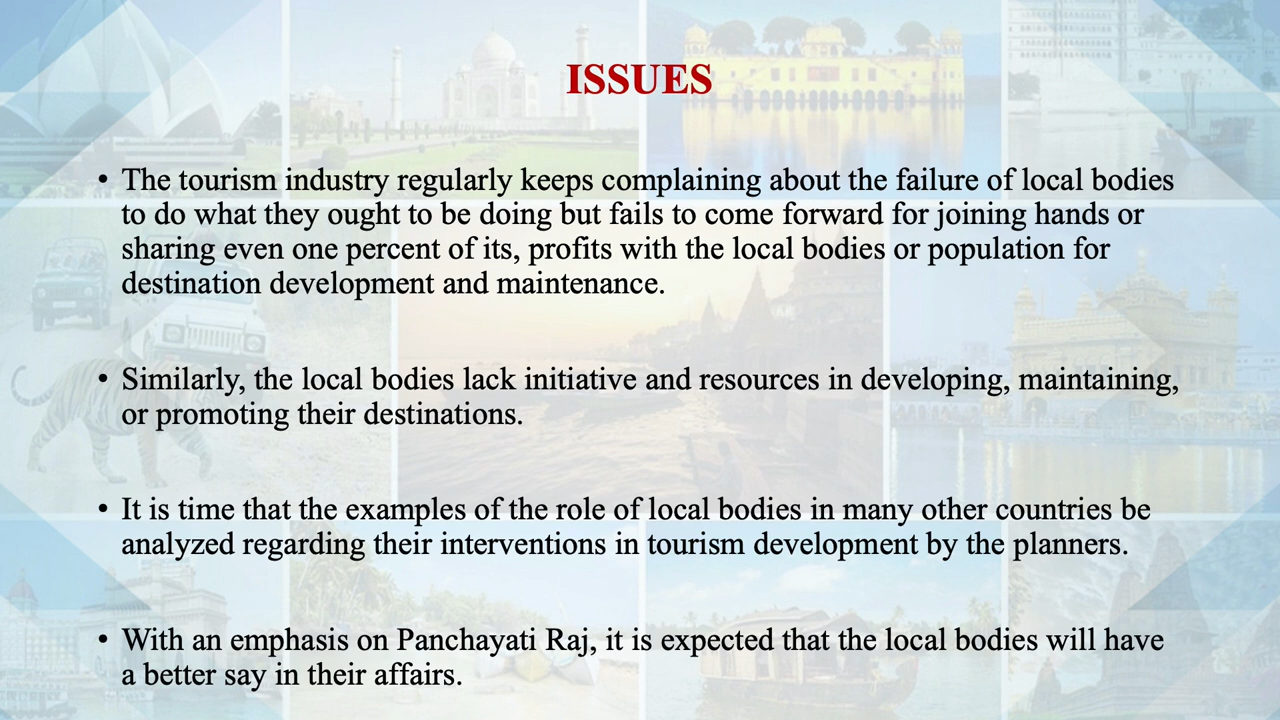 ISSUES
• The tourism industry regularly keeps complaining about the failure of local bodies
to do what they ought to be doing but fails to come forward for joining hands or
sharing even one percent of its, profits with the local bodies or population for
destination development and maintenance.
• Similarly, the local bodies lack initiative and resources in developing, maintaining,
or promoting their destinations.
• It is time that the examples of the role of local bodies in many other countries be
analyzed regarding their interventions in tourism development by the planners.
• With an emphasis on Panchayati Raj, it is expected that the local bodies will have
a better say in their affairs.